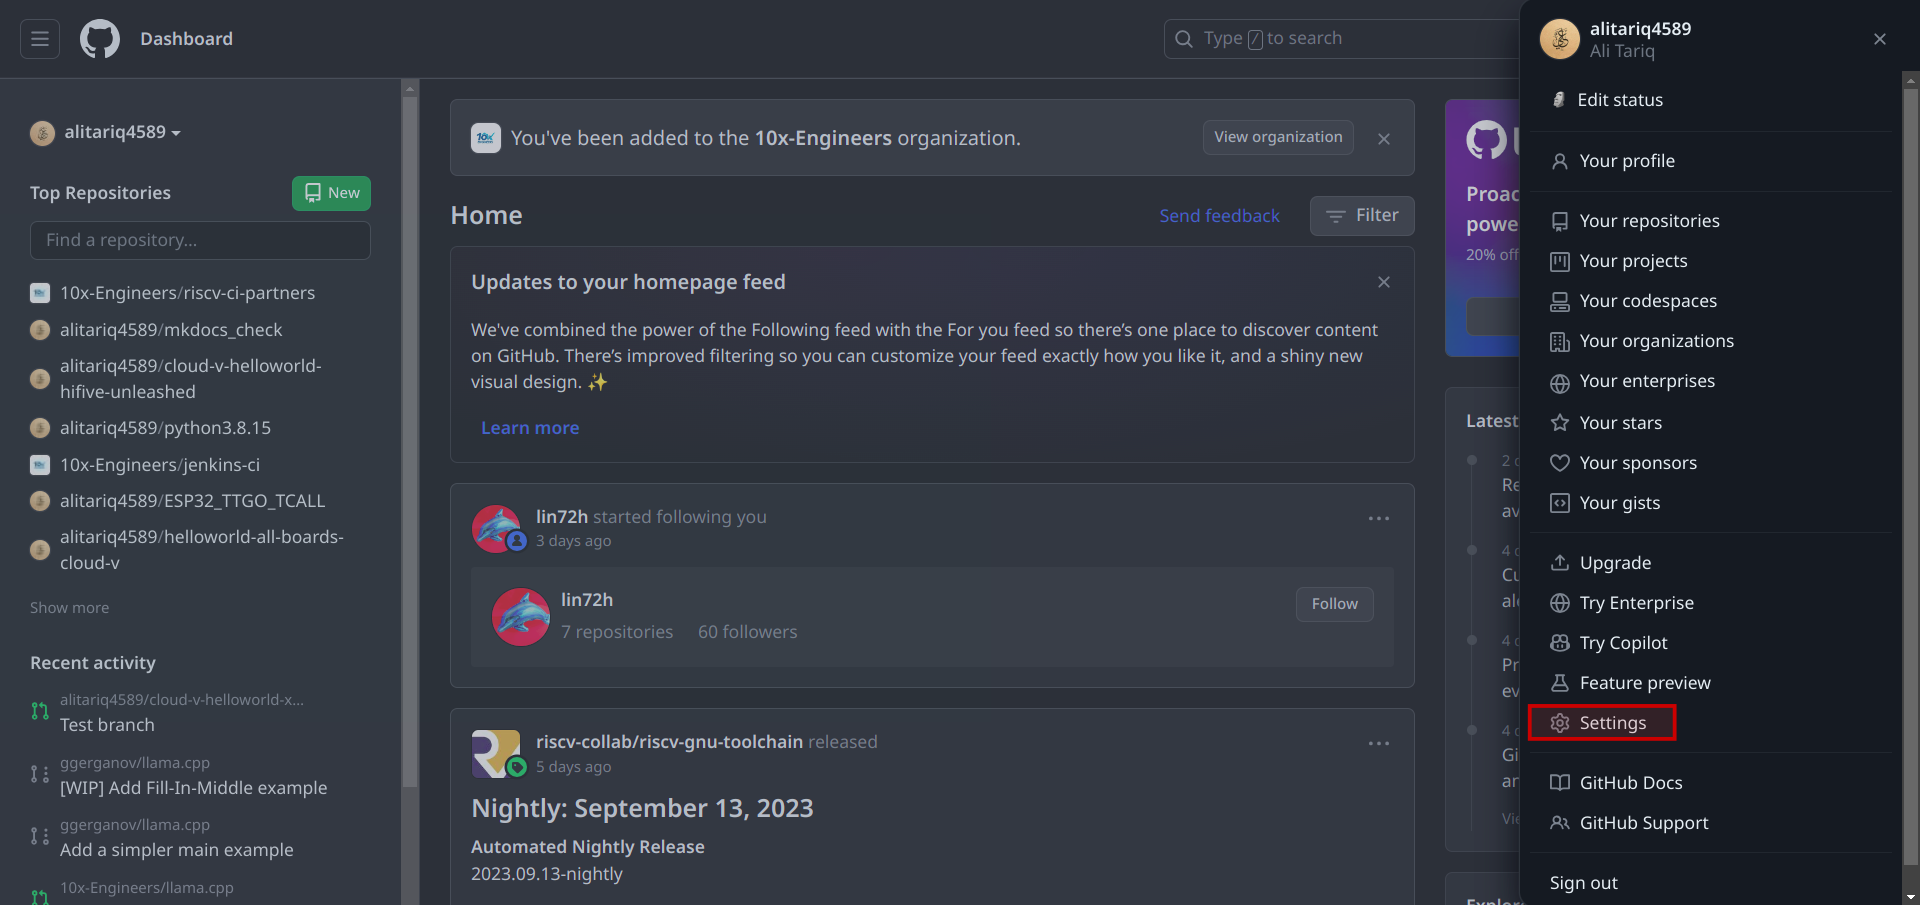 Dashboard
Type / to search
alitariq4589
Top Repositories
New
Find a repository...
10x-Engineers/riscv-ci-partners
alitariq4589/mkdocs_check
alitariq4589/cloud-v-helloworld-
hifive-unleashed
alitariq4589/python3.8.15
10x-Engineers/jenkins-ci
alitariq4589/ESP32_TTGO_TCALL
alitariq4589/helloworld-all-boards-
cloud-v
Show more
Recent activity
alitariq4589/cloud-v-helloworld-x...
Test branch
ggerganov/llama.cpp
[WIP] Add Fill-In-Middle example
ggerganov/llama.cpp
Add a simpler main example
10x-Engineers/llama.cpp
You've been added to the 10x-Engineers organization.
View organization
Home
Send feedback
Filter
Updates to your homepage feed
We've combined the power of the Following feed with the For you feed so there's one place to discover content
on GitHub. There's improved filtering so you can customize your feed exactly how you like it, and a shiny new
visual design. ✨
Learn more
lin72h started following you
3 days ago
lin72h
7 repositories 60 followers
Follow
riscv-collab/riscv-gnu-toolchain released
5 days ago
Nightly: September 13, 2023
Automated Nightly Release
2023.09.13-nightly
20% off
Latest
alitariq4589
Ali Tariq
Edit status
Your profile
Your repositories
Your projects
Your codespaces
Your organizations
Your enterprises
Your stars
Your sponsors
Your gists
Upgrade
Try Enterprise
Try Copilot
Feature preview
Settings
GitHub Docs
GitHub Support
Sign out